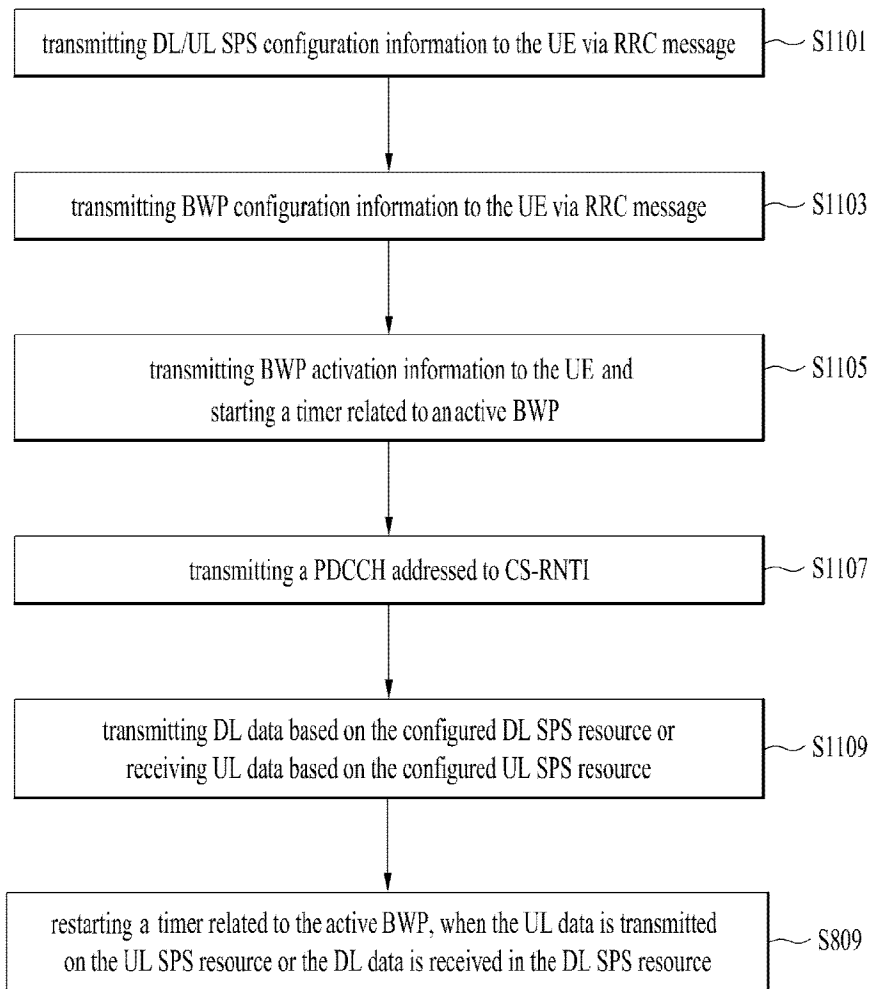 transmitting DL/UL SPS configuration information to the UE via RRC message
S1101
transmitting BWP configuration information to the UE via RRC message
S1103
transmitting BWP activation information to the UE and
starting a timer related to an active BWP
S1105
transmitting a PDCCH addressed to CS-RNTI
S1107
transmitting DL data based on the configured DL SPS resource or
receiving UL data based on the configured UL SPS resource
S1109
restarting a timer related to the active BWP, when the UL data is transmitted
on the UL SPS resource or the DL data is received in the DL SPS resource
S809